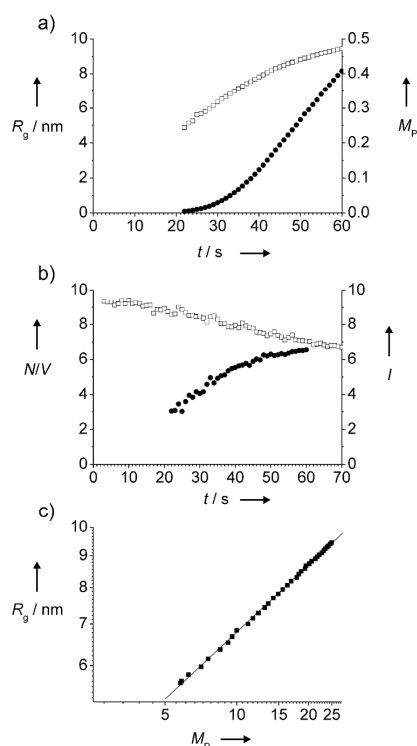 a)
10 0.5
8 0.4
6 0.3
4 0.2
2 0.1
0 0.0
0 10 20 30 40 50 60
R_g / nm
M_P
t / s
b)
10 10
8 8
6 6
4 4
2 2
0 0
0 10 20 30 40 50 60 70
N/V
I
t / s
c)
10
9
8
7
6
R_g / nm
5 10 15 20 25
M_P